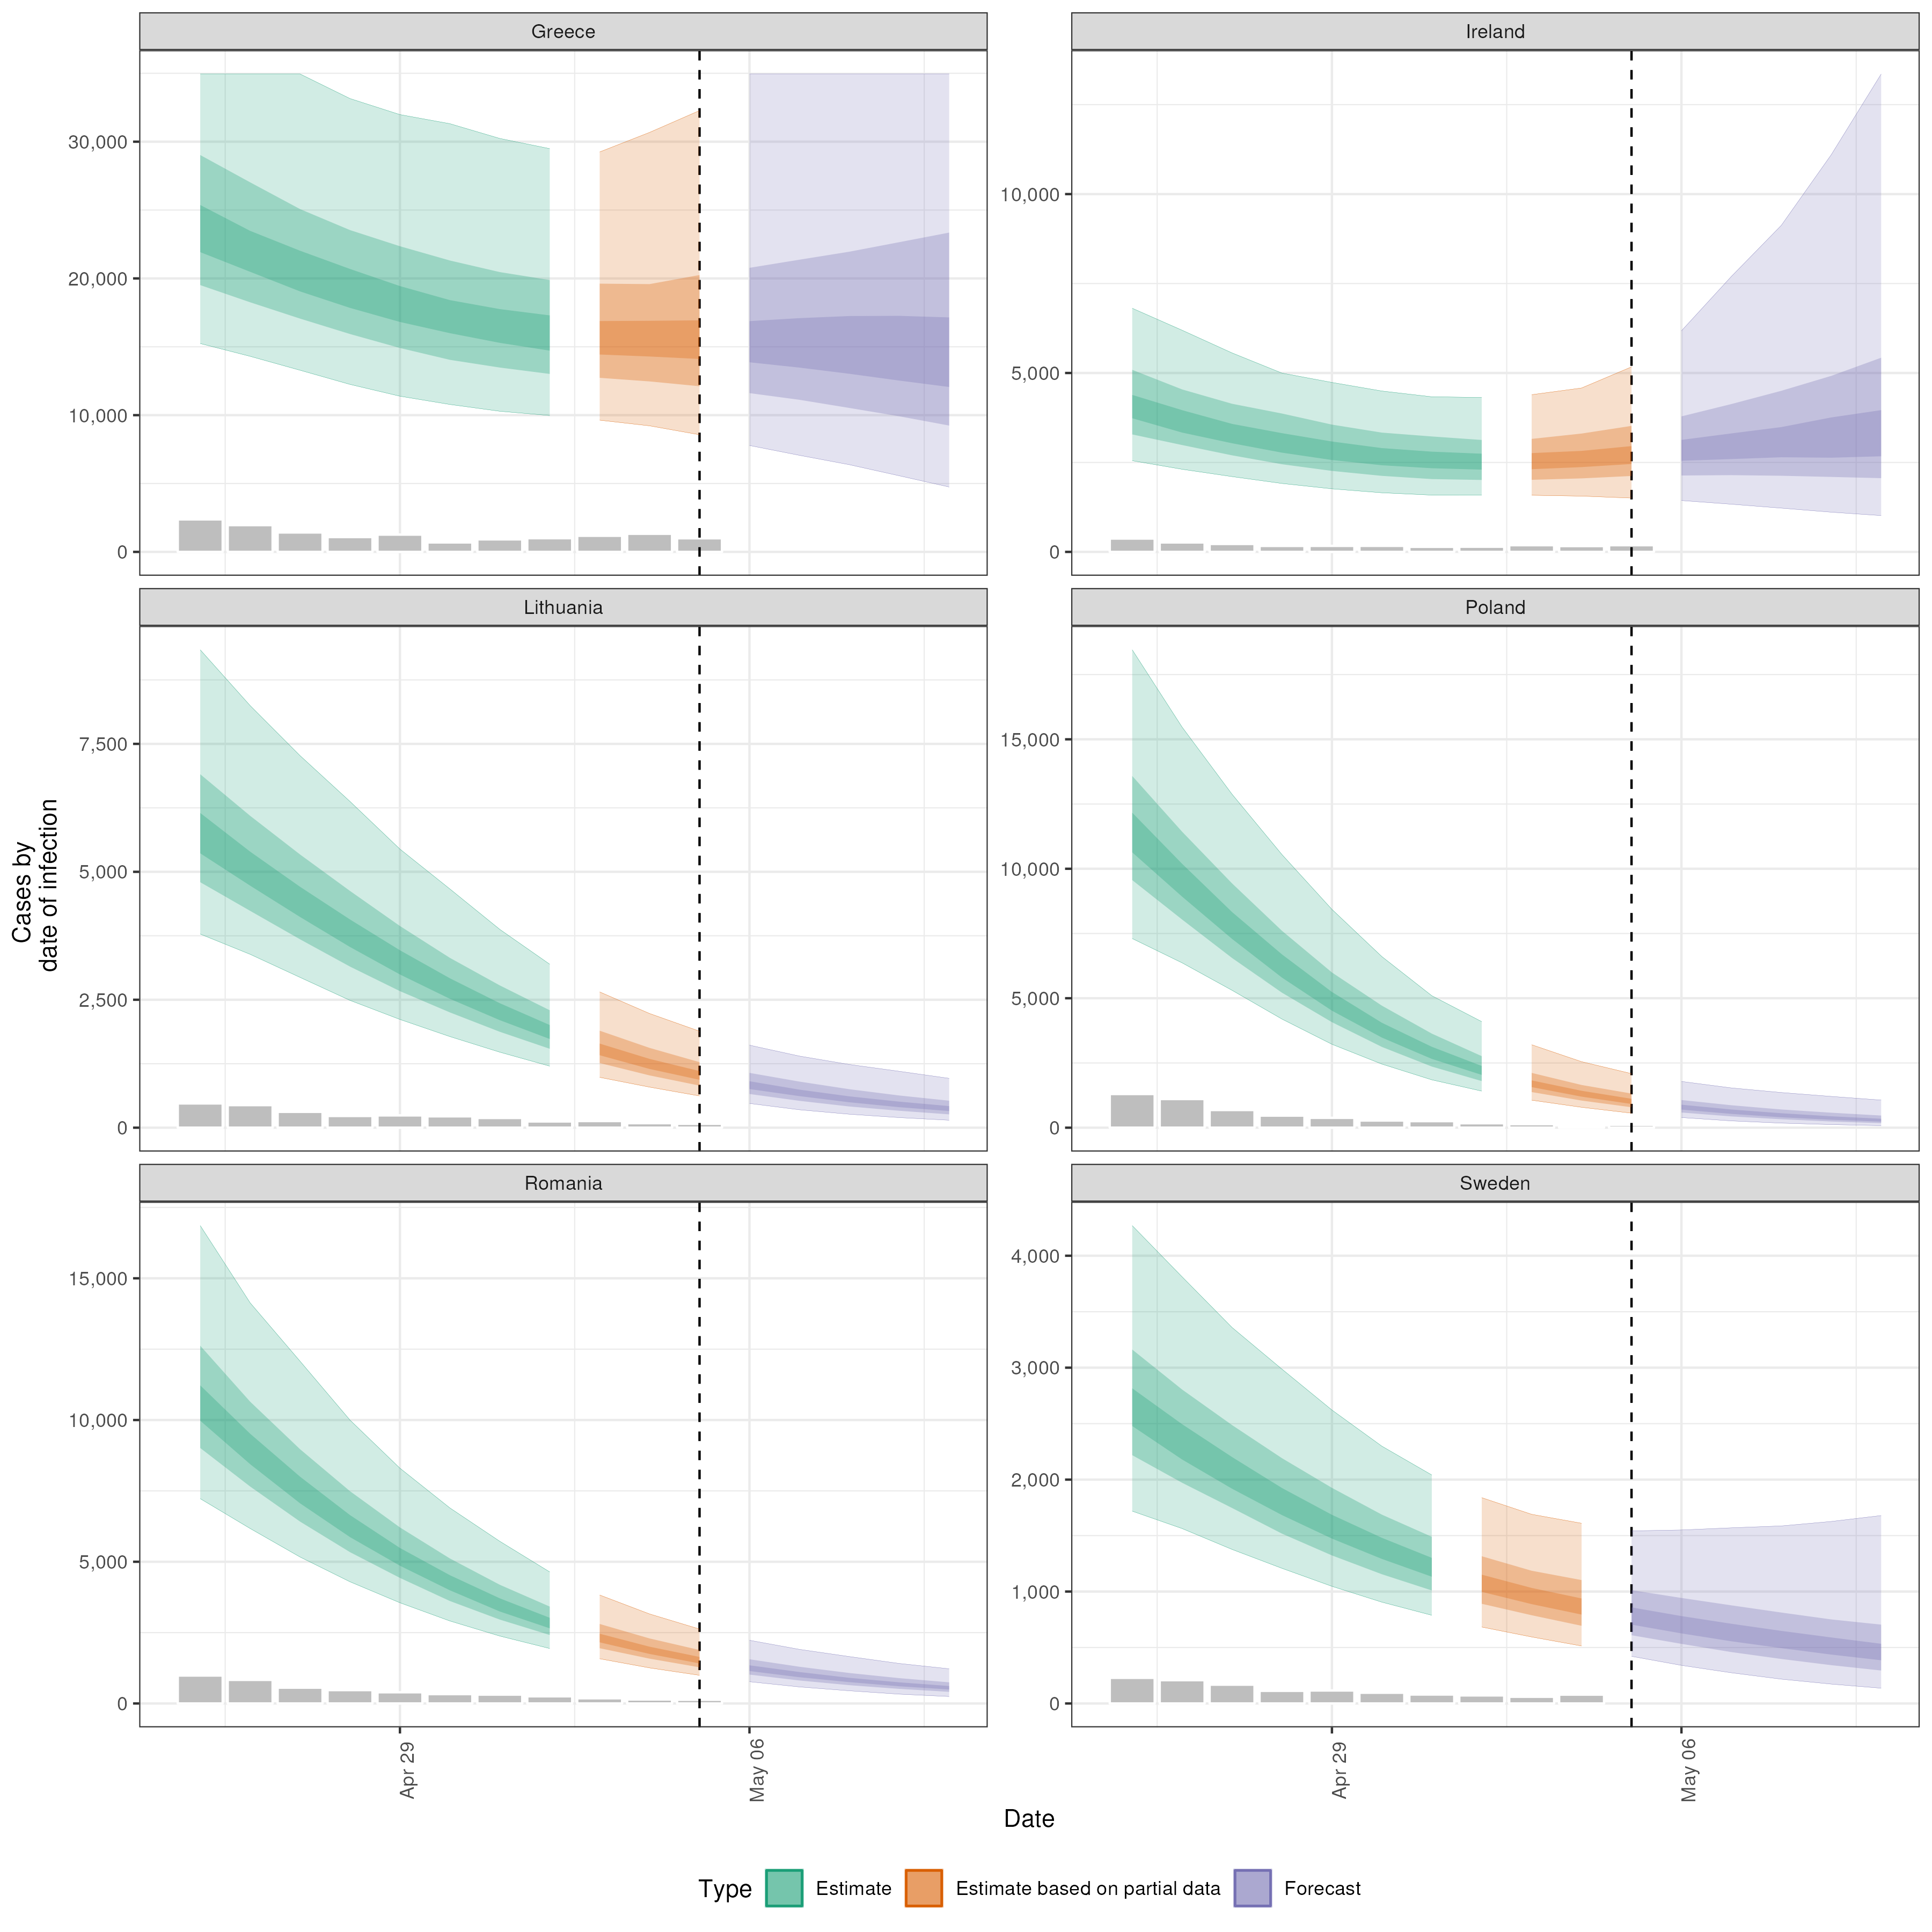 Greece
Ireland
30,000
20,000
10,000
0
10,000
5,000
0
Lithuania
Poland
7,500
5,000
2,500
0
15,000
10,000
5,000
0
Cases by
date of infection
Romania
Sweden
15,000
10,000
5,000
0
4,000
3,000
2,000
1,000
0
Apr 29
May 06
Apr 29
May 06
Date
Type
Estimate
Estimate based on partial data
Forecast